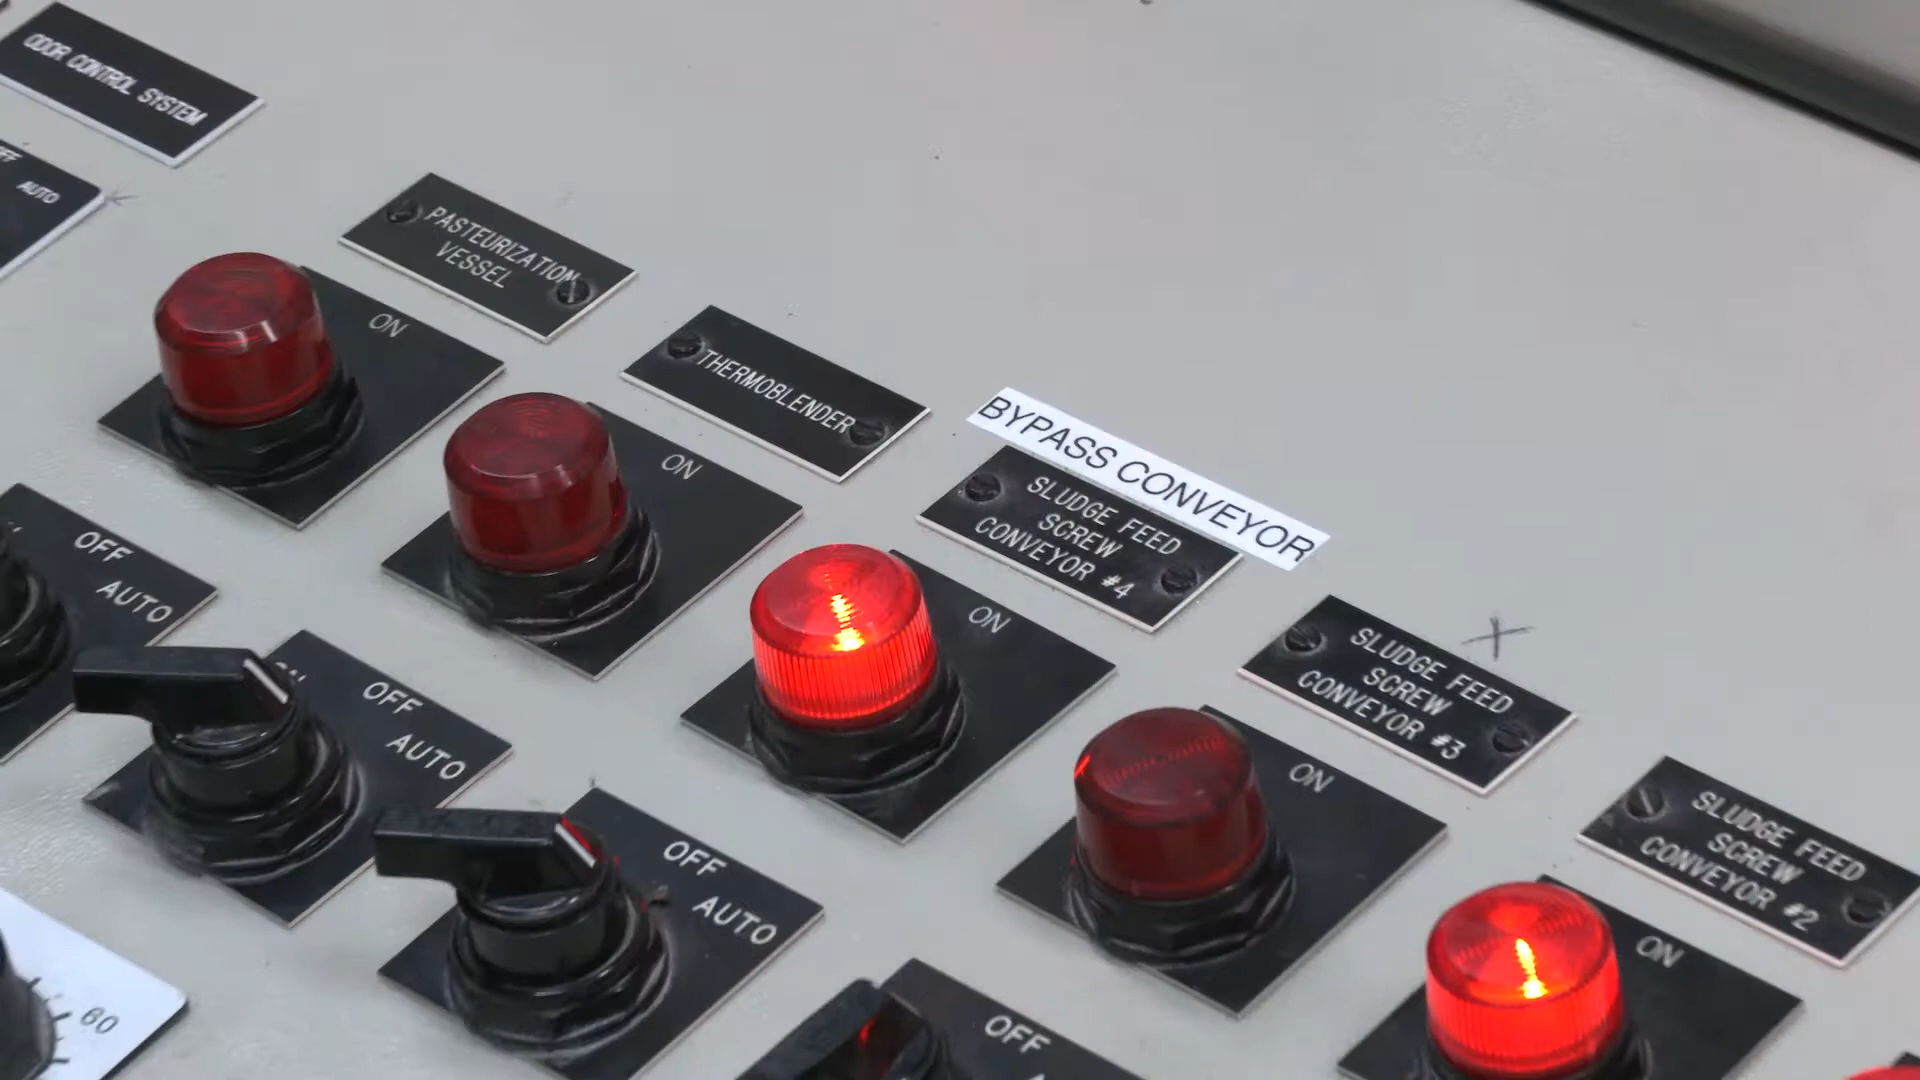 ODOR CONTROL SYSTEM
AUTO
PASTEURIZATION
VESSEL
ON
THERMOBLENDER
ON
BYPASS CONVEYOR
SLUDGE FEED
SCREW
CONVEYOR #4
ON
SLUDGE FEED
SCREW
CONVEYOR #3
ON
SLUDGE FEED
SCREW
CONVEYOR #2
ON
OFF
AUTO
OFF
AUTO
OFF
AUTO
OFF
60